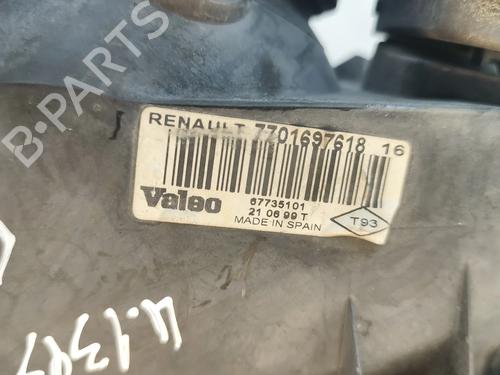 RENAULT 7701697618 16
Valeo
67735101
21 06 99 T
MADE IN SPAIN
T93
B-PARTS